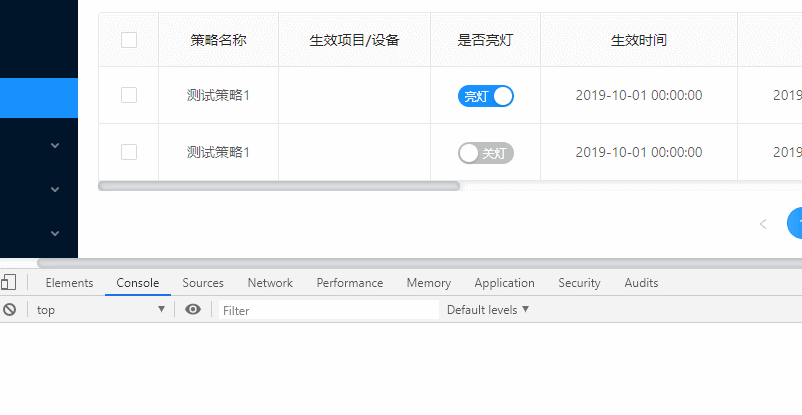 策略名称 生效项目/设备 是否亮灯 生效时间
测试策略1 亮灯 2019-10-01 00:00:00 2019
测试策略1 关灯 2019-10-01 00:00:00 2019
Elements Console Sources Network Performance Memory Application Security Audits
top Filter Default levels